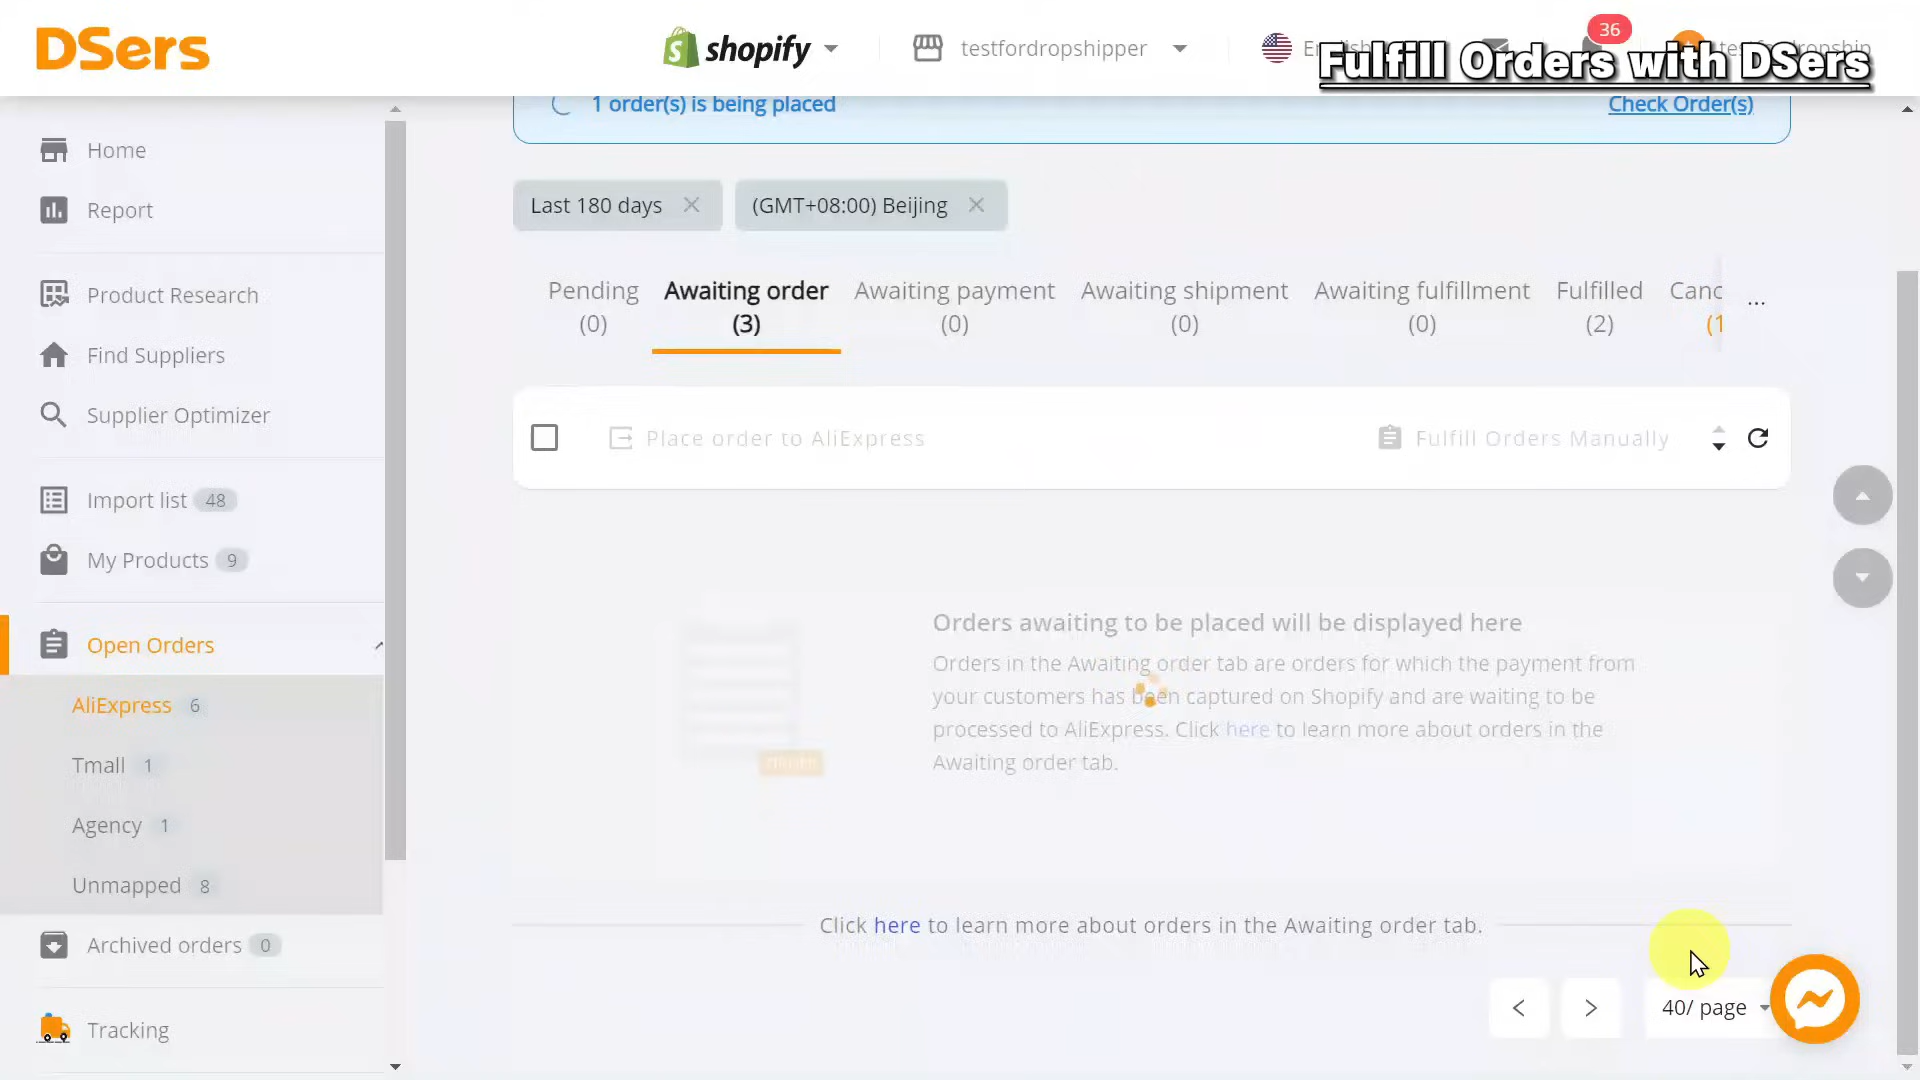 DSers
shopify
testfordropshipper
36
Fulfill Orders with DSers
1 order(s) is being placed
Check Order(s)
Home
Report
Product Research
Find Suppliers
Supplier Optimizer
Import list 48
My Products 9
Open Orders
AliExpress 6
Tmall 1
Agency 1
Unmapped 8
Archived orders 0
Tracking
Last 180 days
(GMT+08:00) Beijing
Pending
(0)
Awaiting order
(3)
Awaiting payment
(0)
Awaiting shipment
(0)
Awaiting fulfillment
(0)
Fulfilled
(2)
Canc
(1
...
Place order to AliExpress
Fulfill Orders Manually
Orders awaiting to be placed will be displayed here
Orders in the Awaiting order tab are orders for which the payment from
your customers has been captured on Shopify and are waiting to be
processed to AliExpress. Click here to learn more about orders in the
Awaiting order tab.
Click here to learn more about orders in the Awaiting order tab.
40/ page